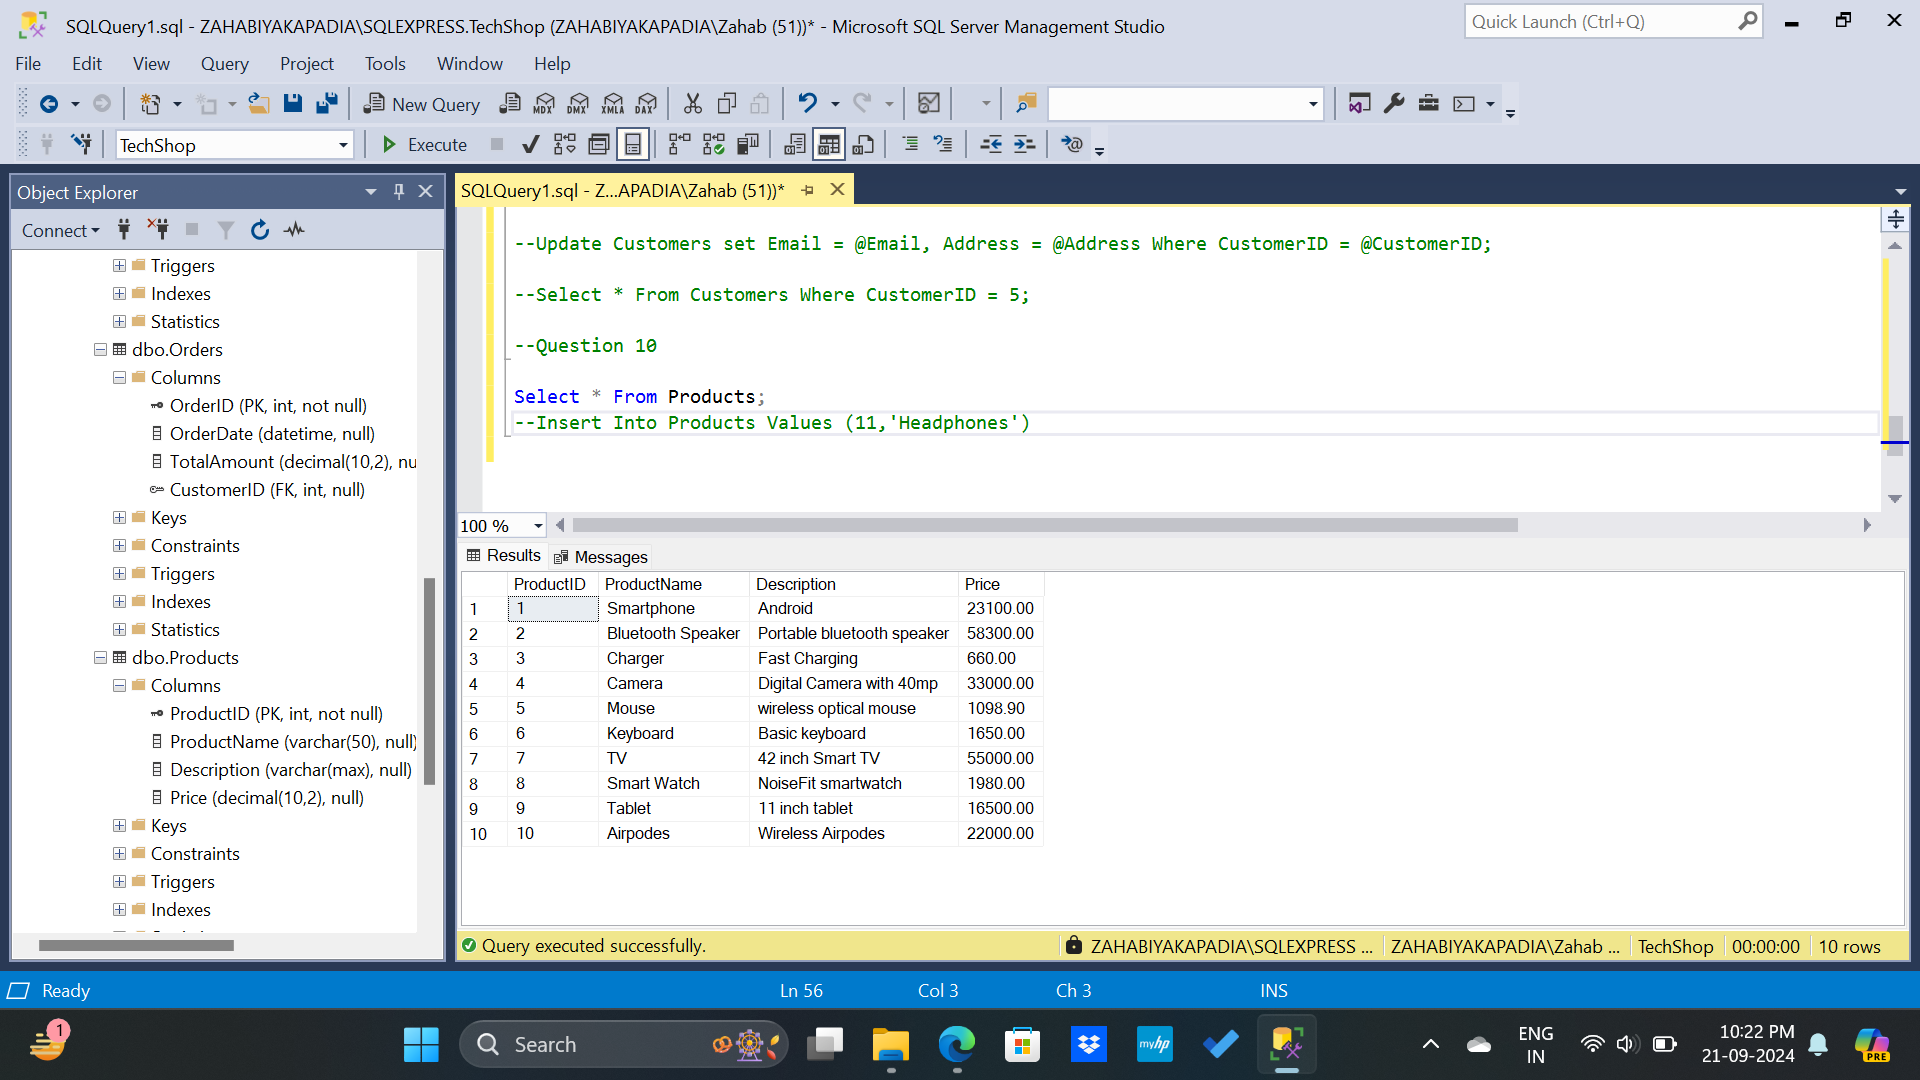 SQLQuery1.sql - ZAHABIYAKAPADIA\SQLEXPRESS.TechShop (ZAHABIYAKAPADIA\Zahab (51))* - Microsoft SQL Server Management Studio
Quick Launch (Ctrl+Q)
File Edit View Query Project Tools Window Help
New Query MDX DMX XMLA DAX
TechShop Execute
Object Explorer
Connect
Triggers
Indexes
Statistics
dbo.Orders
Columns
OrderID (PK, int, not null)
OrderDate (datetime, null)
TotalAmount (decimal(10,2), nu
CustomerID (FK, int, null)
Keys
Constraints
Triggers
Indexes
Statistics
dbo.Products
Columns
ProductID (PK, int, not null)
ProductName (varchar(50), null)
Description (varchar(max), null)
Price (decimal(10,2), null)
Keys
Constraints
Triggers
Indexes
SQLQuery1.sql - Z...APADIA\Zahab (51))*
--Update Customers set Email = @Email, Address = @Address Where CustomerID = @CustomerID;
--Select * From Customers Where CustomerID = 5;
--Question 10
Select * From Products;
--Insert Into Products Values (11,'Headphones')
100 %
Results Messages
ProductID ProductName Description Price
1 1 Smartphone Android 23100.00
2 2 Bluetooth Speaker Portable bluetooth speaker 58300.00
3 3 Charger Fast Charging 660.00
4 4 Camera Digital Camera with 40mp 33000.00
5 5 Mouse wireless optical mouse 1098.90
6 6 Keyboard Basic keyboard 1650.00
7 7 TV 42 inch Smart TV 55000.00
8 8 Smart Watch NoiseFit smartwatch 1980.00
9 9 Tablet 11 inch tablet 16500.00
10 10 Airpodes Wireless Airpodes 22000.00
Query executed successfully. ZAHABIYAKAPADIA\SQLEXPRESS ... ZAHABIYAKAPADIA\Zahab ... TechShop 00:00:00 10 rows
Ready Ln 56 Col 3 Ch 3 INS
1
Search
myhp
ENG
IN
10:22 PM
21-09-2024
PRE